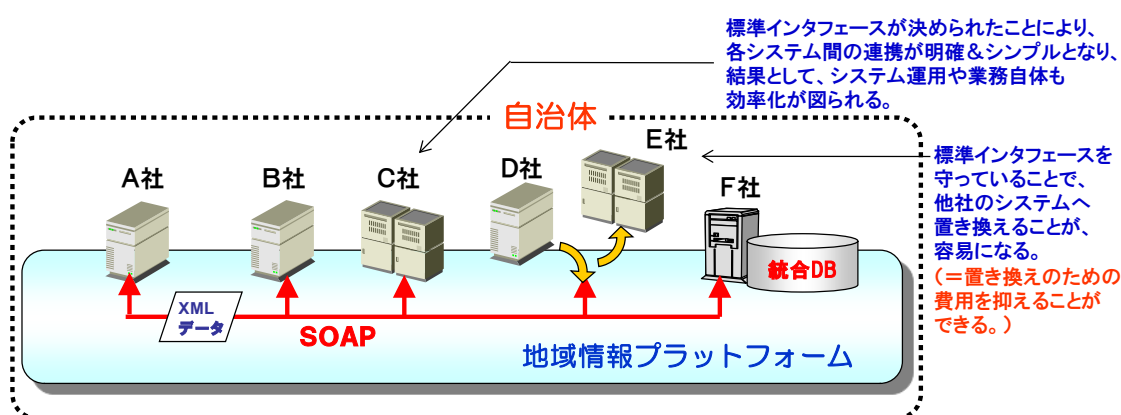 標準インタフェースが決められたことにより、
各システム間の連携が明確＆シンプルとなり、
結果として、システム運用や業務自体も
効率化が図られる。
自治体
A社
B社
C社
D社
E社
F社
標準インタフェースを
守っていることで、
他社のシステムへ
置き換えることが、
容易になる。
（＝置き換えのための
費用を抑えることが
できる。）
統合DB
XML
データ
SOAP
地域情報プラットフォーム